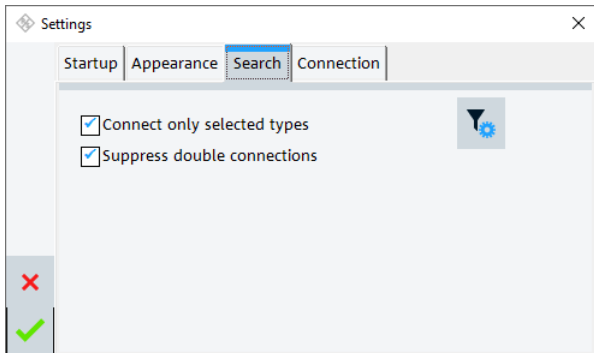 Settings
Startup Appearance Search Connection
Connect only selected types
Suppress double connections